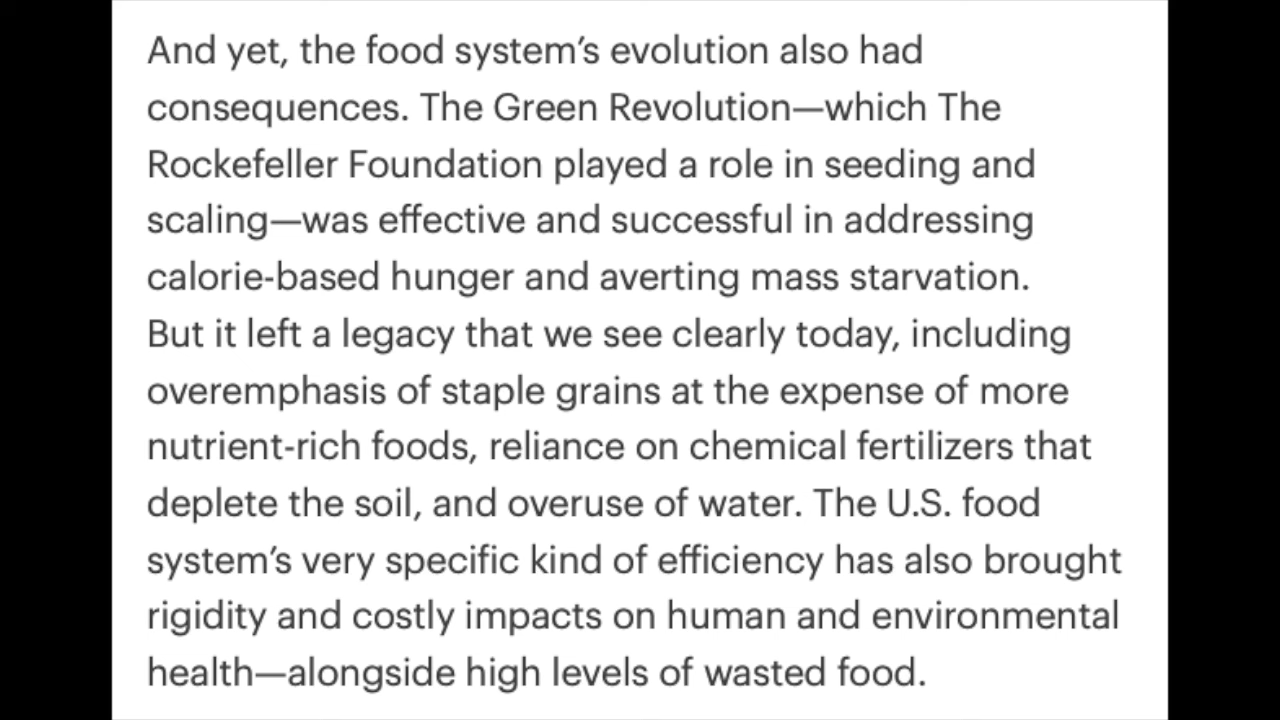 And yet, the food system’s evolution also had
consequences. The Green Revolution—which The
Rockefeller Foundation played a role in seeding and
scaling—was effective and successful in addressing
calorie-based hunger and averting mass starvation.
But it left a legacy that we see clearly today, including
overemphasis of staple grains at the expense of more
nutrient-rich foods, reliance on chemical fertilizers that
deplete the soil, and overuse of water. The U.S. food
system’s very specific kind of efficiency has also brought
rigidity and costly impacts on human and environmental
health—alongside high levels of wasted food.